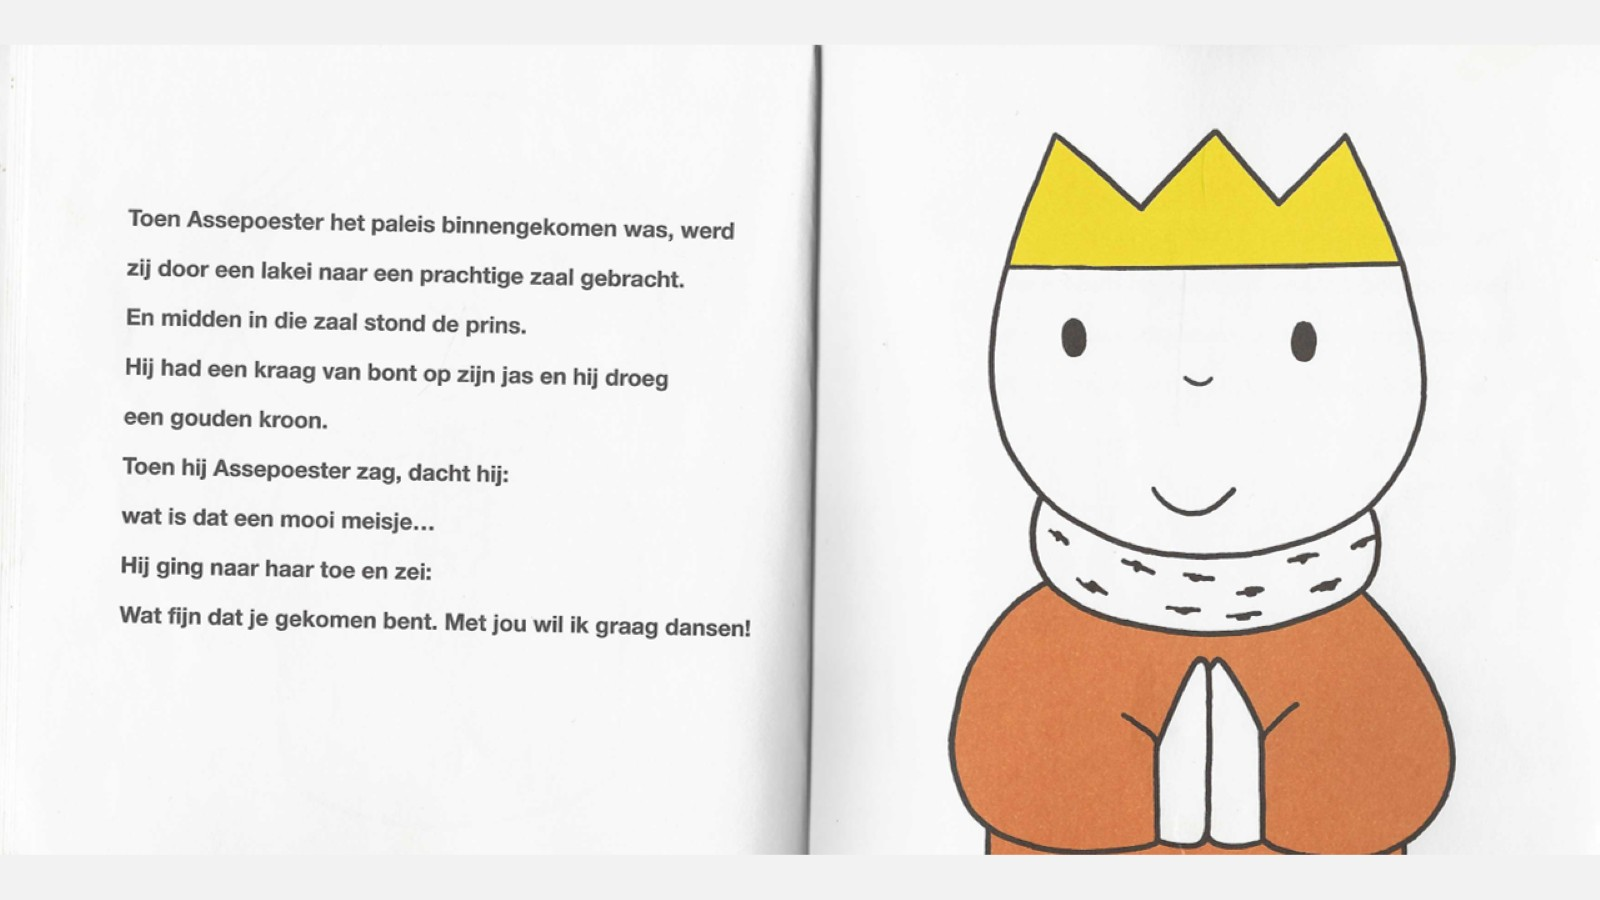 Toen Assepoester het paleis binnengekomen was, werd
zij door een lakei naar een prachtige zaal gebracht.
En midden in die zaal stond de prins.
Hij had een kraag van bont op zijn jas en hij droeg
een gouden kroon.
Toen hij Assepoester zag, dacht hij:
wat is dat een mooi meisje...
Hij ging naar haar toe en zei:
Wat fijn dat je gekomen bent. Met jou wil ik graag dansen!